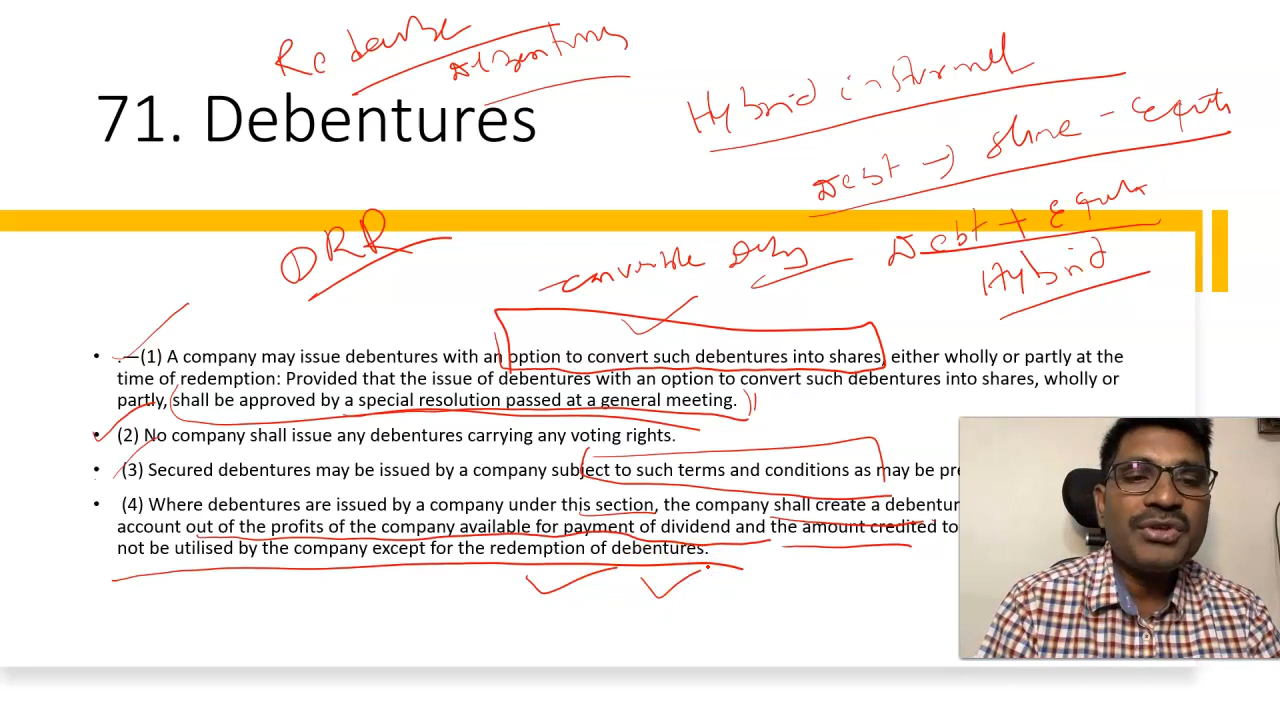 Debentures
Hybrid
71. Debentures
Debt → Share - Equity
Debt + Equity
DRR
Hybrid
convertible
• .—(1) A company may issue debentures with an option to convert such debentures into shares, either wholly or partly at the
time of redemption: Provided that the issue of debentures with an option to convert such debentures into shares, wholly or
partly, shall be approved by a special resolution passed at a general meeting.
• (2) No company shall issue any debentures carrying any voting rights.
• (3) Secured debentures may be issued by a company subject to such terms and conditions as may be pre
• (4) Where debentures are issued by a company under this section, the company shall create a debentur
account out of the profits of the company available for payment of dividend and the amount credited to
not be utilised by the company except for the redemption of debentures.